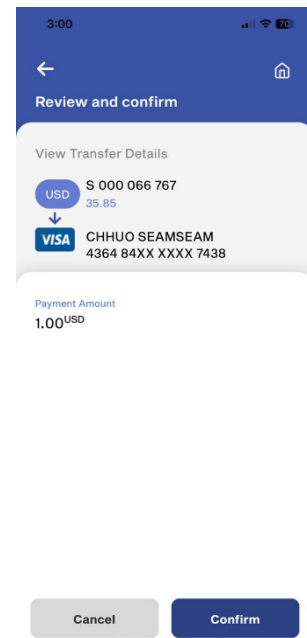 3:00
70
Review and confirm
View Transfer Details
USD
S 000 066 767
35.85
VISA
CHHUO SEAMSEAM
4364 84XX XXXX 7438
Payment Amount
1.00USD
Cancel
Confirm